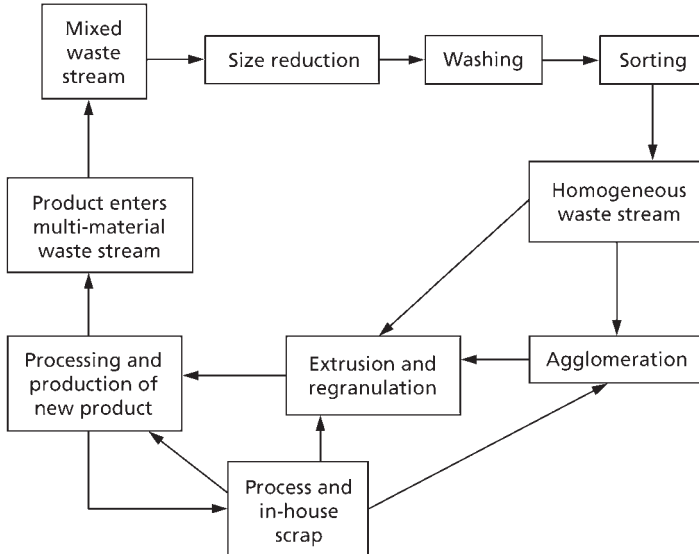 Mixed
waste
stream
Size reduction
Washing
Sorting
Product enters
multi-material
waste stream
Homogeneous
waste stream
Processing and
production of
new product
Extrusion and
regranulation
Agglomeration
Process and
in-house
scrap